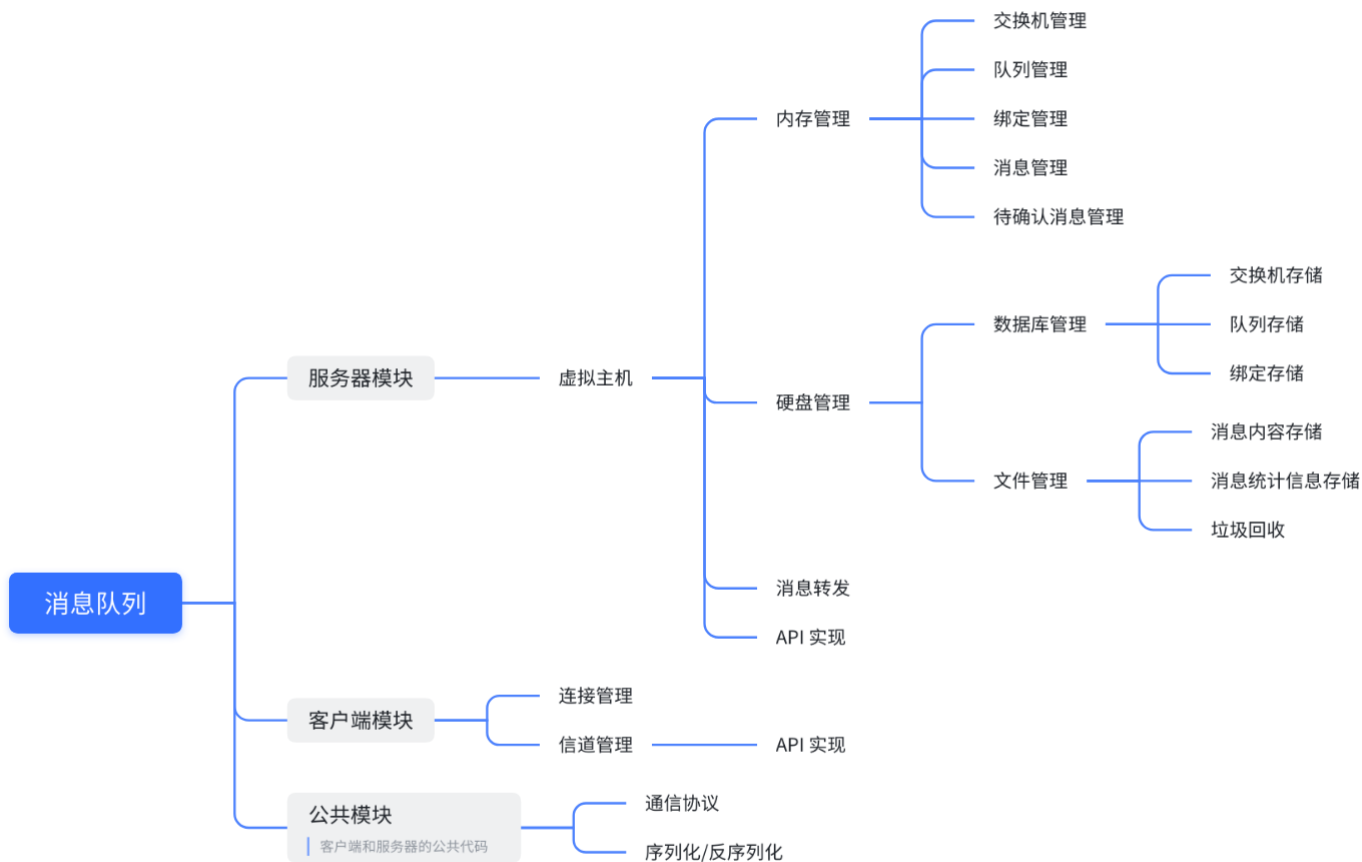 消息队列
服务器模块
虚拟主机
内存管理
交换机管理
队列管理
绑定管理
消息管理
待确认消息管理
硬盘管理
数据库管理
交换机存储
队列存储
绑定存储
文件管理
消息内容存储
消息统计信息存储
垃圾回收
消息转发
API 实现
客户端模块
连接管理
信道管理
API 实现
公共模块
客户端和服务器的公共代码
通信协议
序列化/反序列化